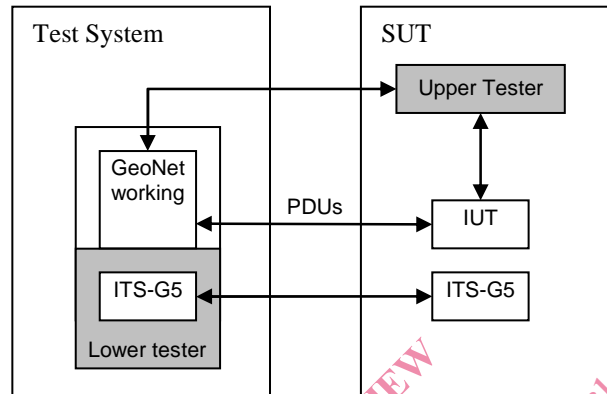 Test System
SUT
Upper Tester
GeoNet
working
PDUs
IUT
ITS-G5
ITS-G5
Lower tester